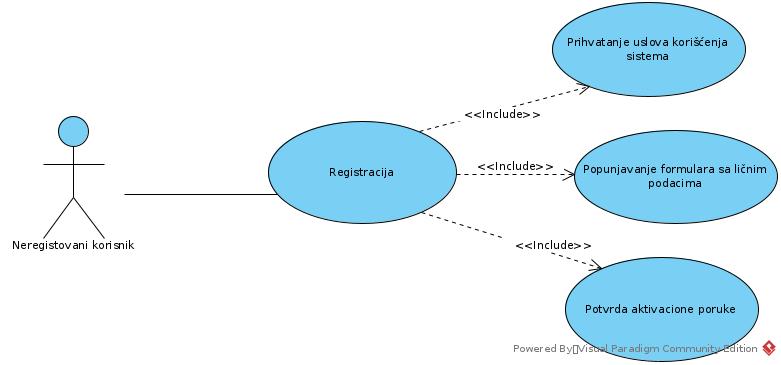 Prihvatanje uslova korišćenja
sistema
<<Include>>
Registracija
<<Include>>
Popunjavanje formulara sa ličnim
podacima
Neregistovani korisnik
<<Include>>
Potvrda aktivacione poruke
Powered By▯Visual Paradigm Community Edition